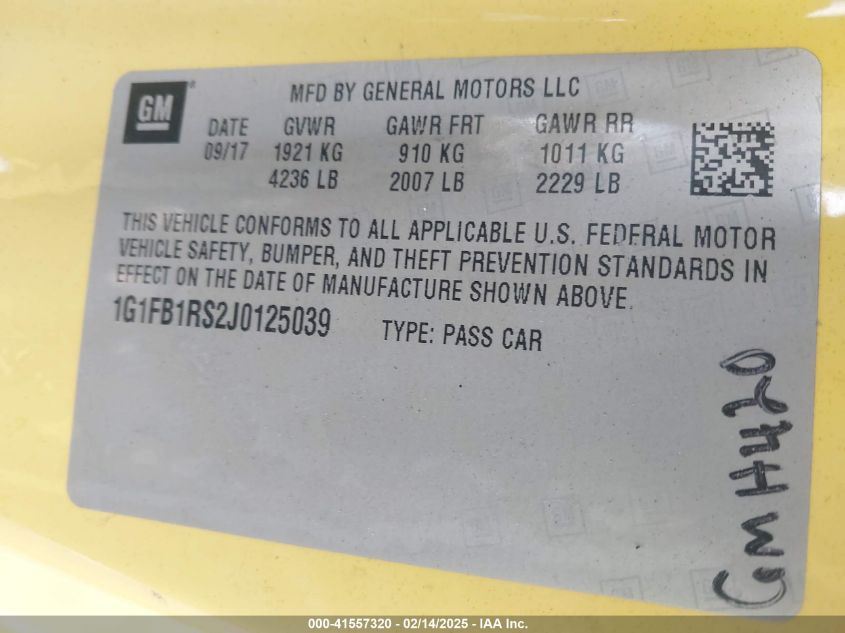 GM
MFD BY GENERAL MOTORS LLC
DATE GVWR GAWR FRT GAWR RR
09/17 1921 KG 910 KG 1011 KG
4236 LB 2007 LB 2229 LB
THIS VEHICLE CONFORMS TO ALL APPLICABLE U.S. FEDERAL MOTOR
VEHICLE SAFETY, BUMPER, AND THEFT PREVENTION STANDARDS IN
EFFECT ON THE DATE OF MANUFACTURE SHOWN ABOVE.
1G1FB1RS2J0125039 TYPE: PASS CAR
000-41557320 — 02/14/2025 — IAA Inc.